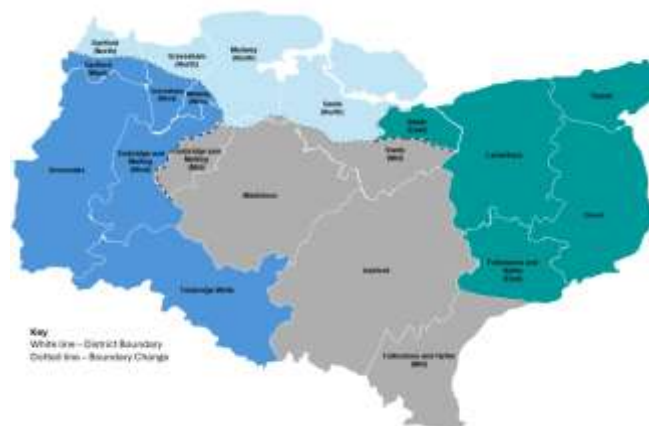 Dartford
(North)
Gravesham
(North)
Medway
(North)
Dartford
(West)
Gravesham
(West)
Medway
(West)
Swale
(North)
Swale
(East)
Thanet
Tonbridge and
Malling
(West)
Tonbridge and
Malling
(Mid)
Swale
(Mid)
Canterbury
Sevenoaks
Maidstone
Dover
Ashford
Folkestone and
Hythe
(East)
Tunbridge Wells
Key
White line – District Boundary
Dotted line – Boundary Change
Folkestone and Hythe
(Mid)